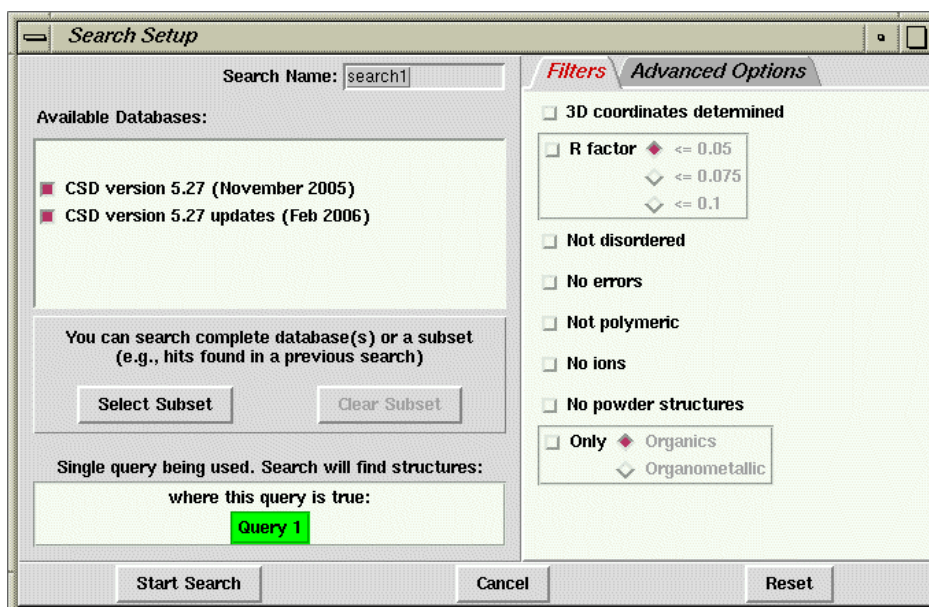 Search Setup
Search Name: search1
Available Databases:
CSD version 5.27 (November 2005)
CSD version 5.27 updates (Feb 2006)
You can search complete database(s) or a subset
(e.g., hits found in a previous search)
Select Subset
Clear Subset
Single query being used. Search will find structures:
where this query is true:
Query 1
Filters
Advanced Options
3D coordinates determined
R factor <= 0.05
<= 0.075
<= 0.1
Not disordered
No errors
Not polymeric
No ions
No powder structures
Only Organics
Organometallic
Start Search
Cancel
Reset